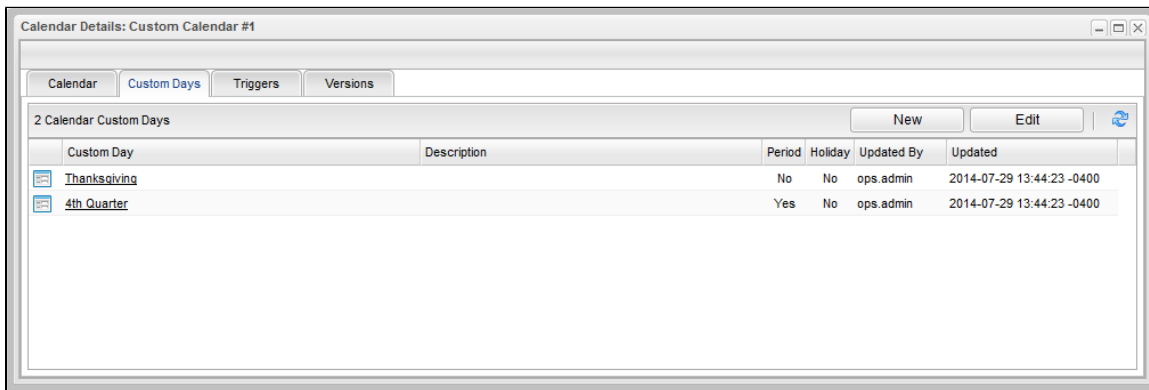 Calendar Details: Custom Calendar #1
Calendar Custom Days Triggers Versions
2 Calendar Custom Days New Edit
Custom Day Description Period Holiday Updated By Updated
Thanksgiving No No ops.admin 2014-07-29 13:44:23 -0400
4th Quarter Yes No ops.admin 2014-07-29 13:44:23 -0400